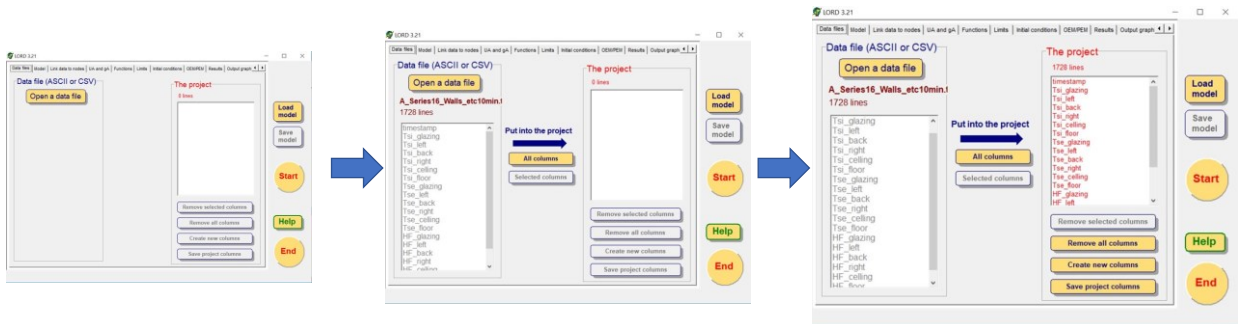 LORD 3.21
Data files Model Link data to nodes UA and gA Functions Limits Initial conditions OEM/PEM Results Output graph
Data file (ASCII or CSV)
Open a data file
The project
0 lines
Remove selected columns
Remove all columns
Create new columns
Save project columns
Load model
Save model
Start
Help
End
LORD 3.21
Data files Model Link data to nodes UA and gA Functions Limits Initial conditions OEM/PEM Results Output graph
Data file (ASCII or CSV)
Open a data file
A_Series16_Walls_etc10min.t
1728 lines
timestamp
Tsi_glazing
Tsi_left
Tsi_back
Tsi_right
Tsi_celling
Tsi_floor
Tse_glazing
Tse_left
Tse_back
Tse_right
Tse_celling
Tse_floor
HF_glazing
HF_left
HF_back
HF_right
HF_celling
Put into the project
All columns
Selected columns
The project
0 lines
Remove selected columns
Remove all columns
Create new columns
Save project columns
Load model
Save model
Start
Help
End
LORD 3.21
Data files Model Link data to nodes UA and gA Functions Limits Initial conditions OEM/PEM Results Output graph
Data file (ASCII or CSV)
Open a data file
A_Series16_Walls_etc10min.t
1728 lines
Tsi_glazing
Tsi_left
Tsi_back
Tsi_right
Tsi_celling
Tsi_floor
Tse_glazing
Tse_left
Tse_back
Tse_right
Tse_celling
Tse_floor
HF_glazing
HF_left
HF_back
HF_right
HF_celling
HF_floor
Put into the project
All columns
Selected columns
The project
1728 lines
timestamp
Tsi_glazing
Tsi_left
Tsi_back
Tsi_right
Tsi_celling
Tsi_floor
Tse_glazing
Tse_left
Tse_back
Tse_right
Tse_celling
Tse_floor
HF_glazing
HF_left
Remove selected columns
Remove all columns
Create new columns
Save project columns
Load model
Save model
Start
Help
End